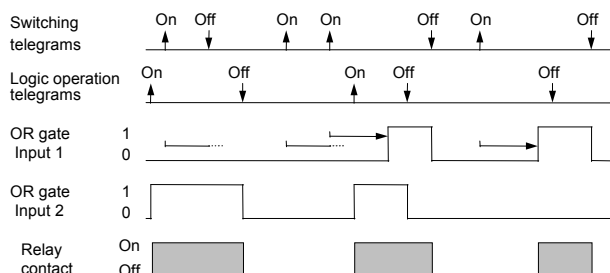 Switching On Off On On Off On Off
telegrams
Logic operation On Off On Off Off
telegrams
OR gate 1
Input 1 0
OR gate 1
Input 2 0
Relay On
contact Off